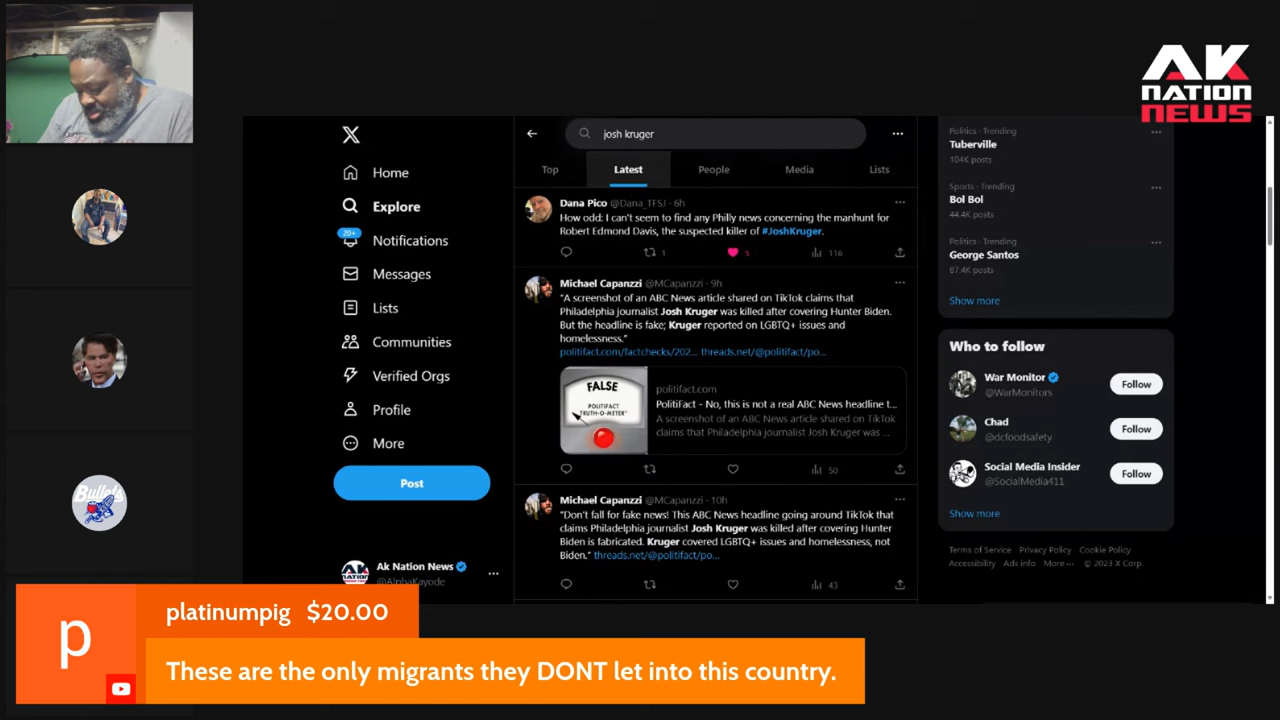 AK
NATION
NEWS
X
Home
Explore
20+
Notifications
Messages
Lists
Communities
Verified Orgs
Profile
More
Post
Ak Nation News
@AlphaKayode
josh kruger
Top
Latest
People
Media
Lists
Dana Pico @Dana_TFSJ · 6h
How odd: I can't seem to find any Philly news concerning the manhunt for
Robert Edmond Davis, the suspected killer of #JoshKruger.
1
5
116
Michael Capanzzi @MCapanzzi · 9h
“A screenshot of an ABC News article shared on TikTok claims that
Philadelphia journalist Josh Kruger was killed after covering Hunter Biden.
But the headline is fake; Kruger reported on LGBTQ+ issues and
homelessness.”
politifact.com/factchecks/202... threads.net/@politifact/po...
FALSE
POLITIFACT
TRUTH-O-METER™
politifact.com
PolitiFact - No, this is not a real ABC News headline t...
A screenshot of an ABC News article shared on TikTok
claims that Philadelphia journalist Josh Kruger was ...
50
Michael Capanzzi @MCapanzzi · 10h
“Don't fall for fake news! This ABC News headline going around TikTok that
claims Philadelphia journalist Josh Kruger was killed after covering Hunter
Biden is fabricated. Kruger covered LGBTQ+ issues and homelessness, not
Biden.” threads.net/@politifact/po...
43
Politics · Trending
Tuberville
104K posts
Sports · Trending
Bol Bol
44.4K posts
Politics · Trending
George Santos
87.4K posts
Show more
Who to follow
War Monitor
@WarMonitors
Follow
Chad
@dcfoodsafety
Follow
Social Media Insider
@SocialMedia411
Follow
Show more
Terms of Service Privacy Policy Cookie Policy
Accessibility Ads info More ··· © 2023 X Corp.
Bullets
p
platinumpig $20.00
These are the only migrants they DONT let into this country.